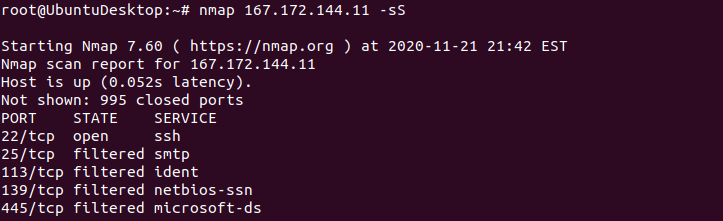 root@UbuntuDesktop:~# nmap 167.172.144.11 -sS
Starting Nmap 7.60 ( https://nmap.org ) at 2020-11-21 21:42 EST
Nmap scan report for 167.172.144.11
Host is up (0.052s latency).
Not shown: 995 closed ports
PORT    STATE    SERVICE
22/tcp  open     ssh
25/tcp  filtered smtp
113/tcp filtered ident
139/tcp filtered netbios-ssn
445/tcp filtered microsoft-ds